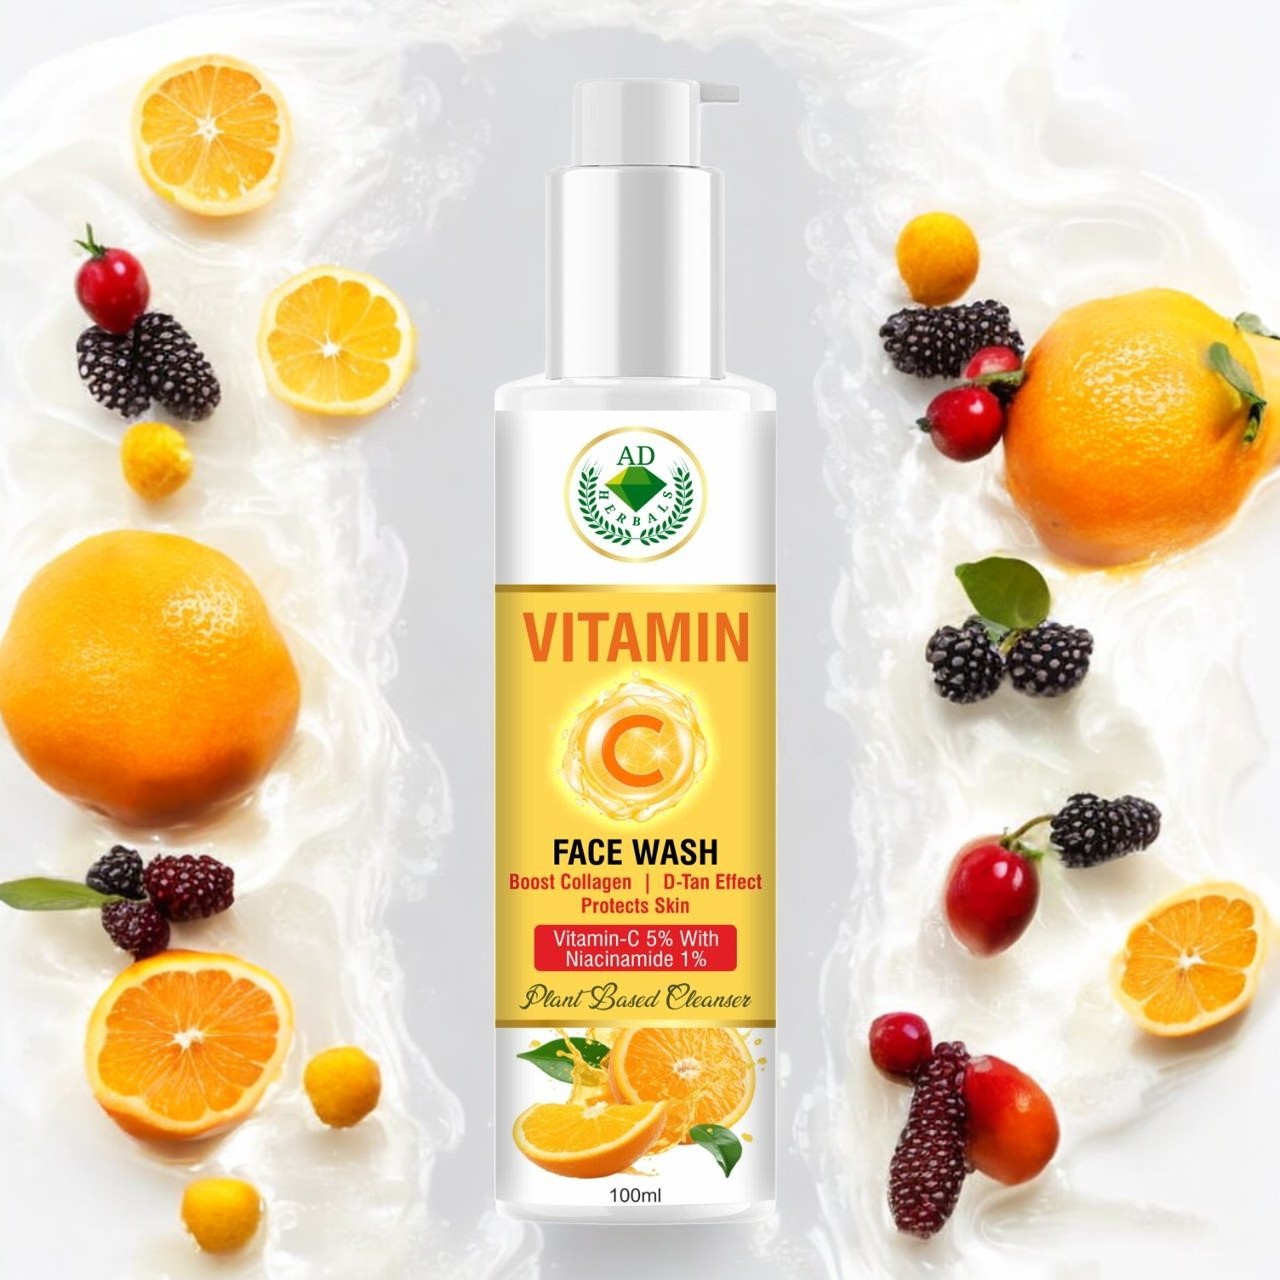 AD
HERBALS
VITAMIN
C
FACE WASH
Boost Collagen | D-Tan Effect
Protects Skin
Vitamin-C 5% With
Niacinamide 1%
Plant Based Cleanser
100ml